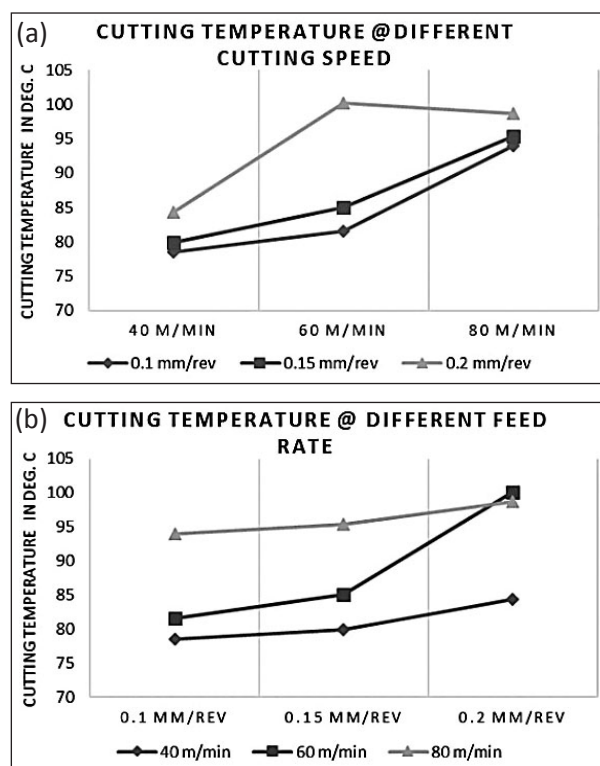 (a)
CUTTING TEMPERATURE @DIFFERENT
CUTTING SPEED
CUTTING TEMPERATURE IN DEG. C
105
100
95
90
85
80
75
70
40 M/MIN 60 M/MIN 80 M/MIN
0.1 mm/rev 0.15 mm/rev 0.2 mm/rev
(b)
CUTTING TEMPERATURE @ DIFFERENT FEED
RATE
CUTTING TEMPERATURE IN DEG. C
105
100
95
90
85
80
75
70
0.1 MM/REV 0.15 MM/REV 0.2 MM/REV
40 m/min 60 m/min 80 m/min